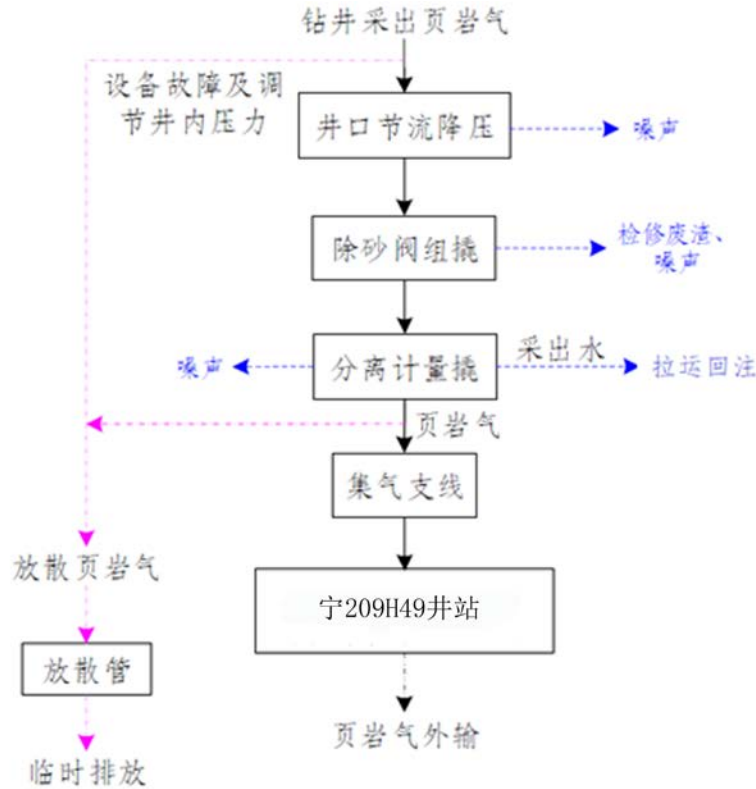 钻井采出页岩气
设备故障及调
节井内压力
井口节流降压
噪声
除砂阀组撬
检修废渣、
噪声
噪声
分离计量撬
采出水
拉运回注
页岩气
集气支线
放散页岩气
宁209H49井站
放散管
页岩气外输
临时排放